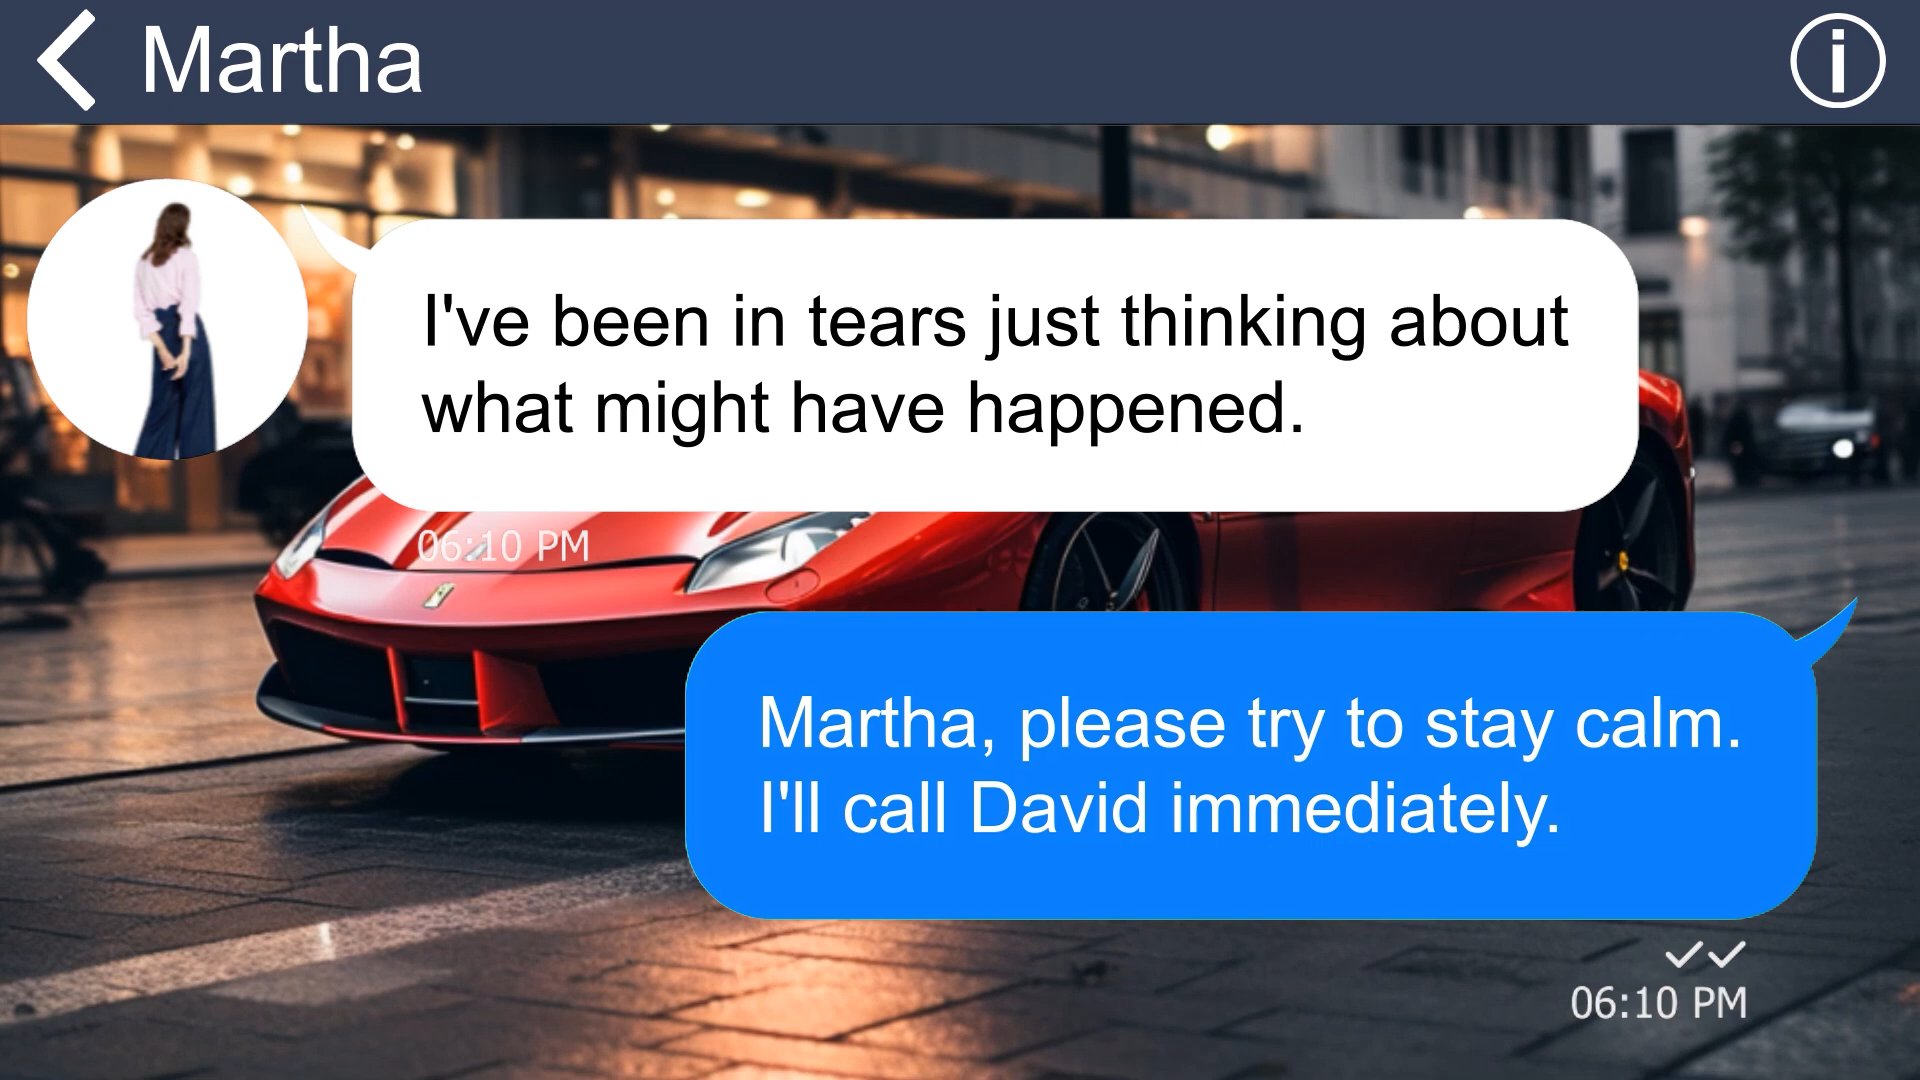 Martha
I've been in tears just thinking about
what might have happened.
06:10 PM
Martha, please try to stay calm.
I'll call David immediately.
06:10 PM